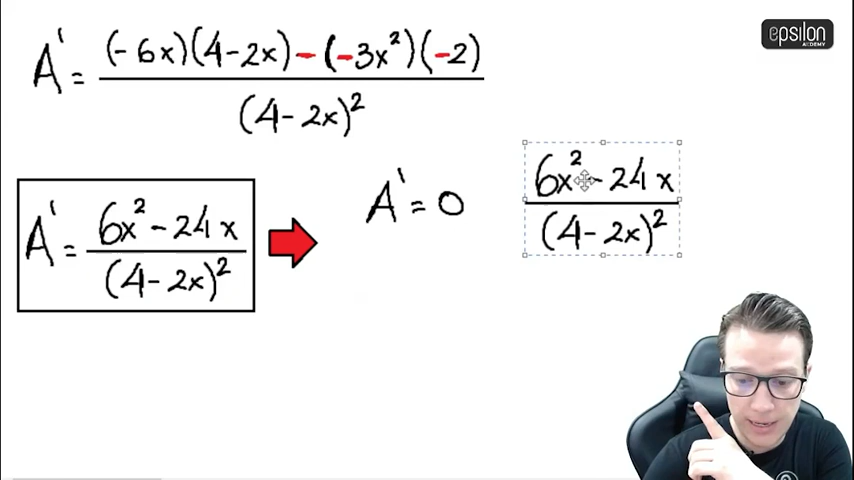 epsilon
ACADEMY
A' = (-6x)(4-2x) - (-3x²)(-2)
(4-2x)²
A' = 6x² - 24x
(4-2x)²
A' = 0
6x² - 24x
(4-2x)²